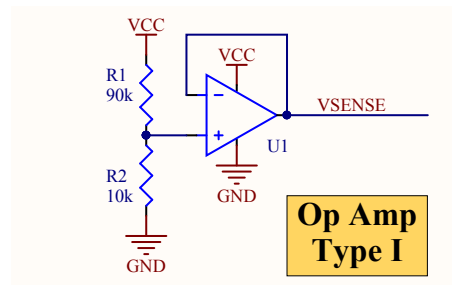 VCC
R1
90k
VCC
−
+
VSENSE
U1
R2
10k
GND
GND
Op Amp
Type I